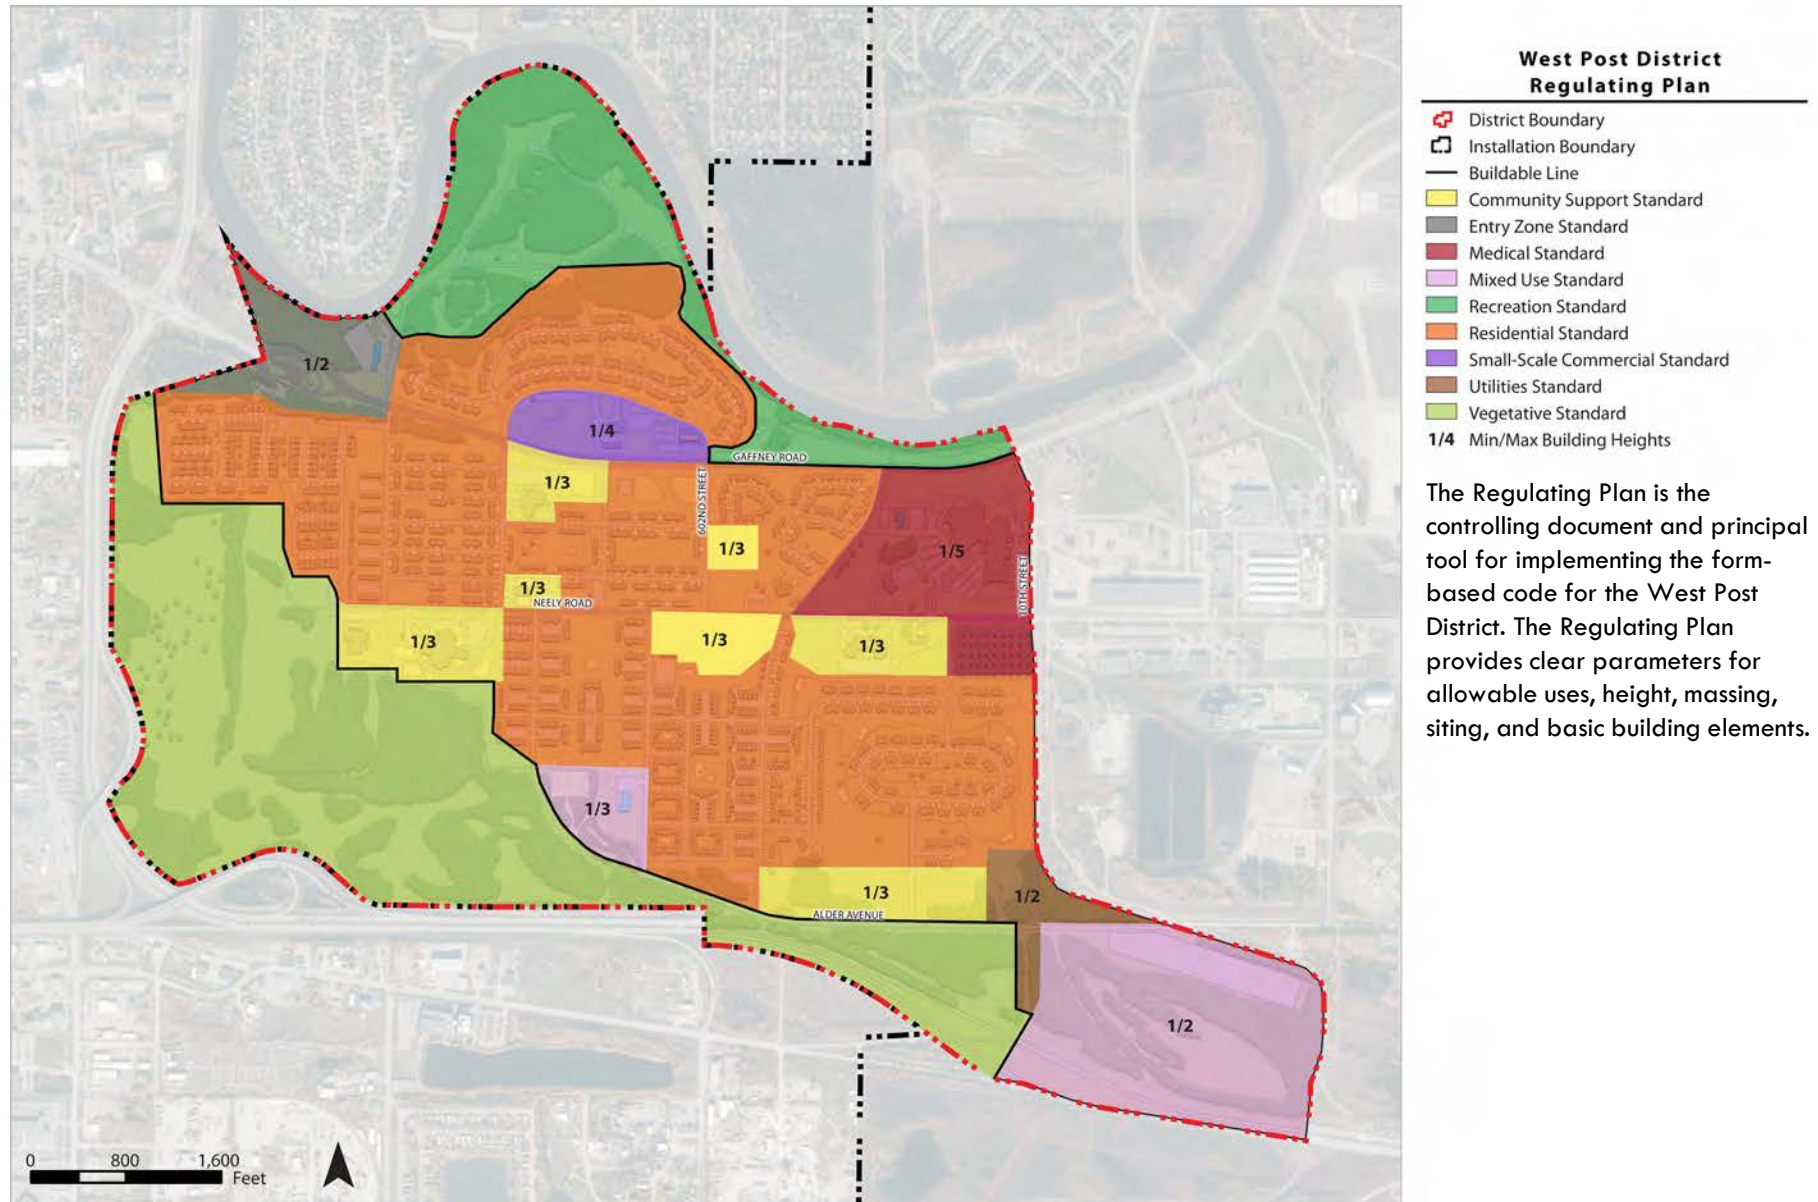 West Post District
Regulating Plan
District Boundary
Installation Boundary
Buildable Line
Community Support Standard
Entry Zone Standard
Medical Standard
Mixed Use Standard
Recreation Standard
Residential Standard
Small-Scale Commercial Standard
Utilities Standard
Vegetative Standard
1/4 Min/Max Building Heights
The Regulating Plan is the
controlling document and principal
tool for implementing the form-
based code for the West Post
District. The Regulating Plan
provides clear parameters for
allowable uses, height, massing,
siting, and basic building elements.
1/2
1/4
GAFFNEY ROAD
1/3
602ND STREET
1/3
1/5
10TH STREET
1/3
NEELY ROAD
1/3
1/3
1/3
1/3
1/3
1/2
ALDER AVENUE
1/2
0 800 1,600
Feet